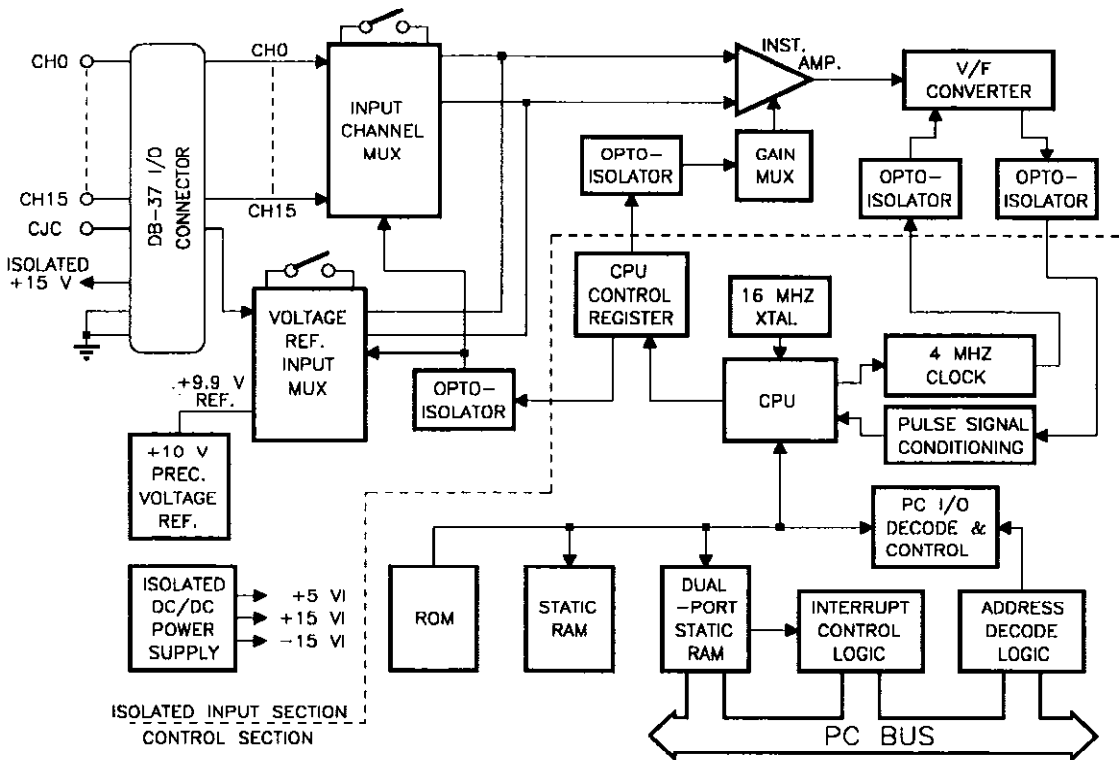 CH0
CH15
CJC
ISOLATED
+15 V
DB-37 I/O
CONNECTOR
CH0
CH15
INPUT
CHANNEL
MUX
INST.
AMP.
V/F
CONVERTER
OPTO-
ISOLATOR
GAIN
MUX
OPTO-
ISOLATOR
OPTO-
ISOLATOR
VOLTAGE
REF.
INPUT
MUX
+9.9 V
REF.
+10 V
PREC.
VOLTAGE
REF.
OPTO-
ISOLATOR
CPU
CONTROL
REGISTER
16 MHZ
XTAL
CPU
4 MHZ
CLOCK
PULSE SIGNAL
CONDITIONING
PC I/O
DECODE &
CONTROL
ISOLATED
DC/DC
POWER
SUPPLY
+5 VI
+15 VI
-15 VI
ROM
STATIC
RAM
DUAL
-PORT
STATIC
RAM
INTERRUPT
CONTROL
LOGIC
ADDRESS
DECODE
LOGIC
ISOLATED INPUT SECTION
CONTROL SECTION
PC BUS